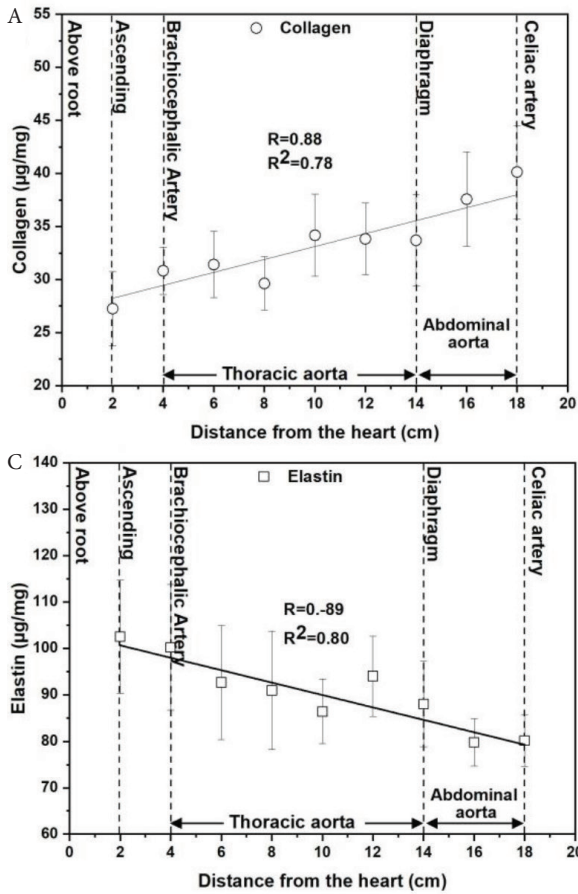 A
Collagen (µg/mg)
55
50
45
40
35
30
25
20
Above root
Ascending
Brachiocephalic Artery
Diaphragm
Celiac artery
Collagen
R=0.88
R²=0.78
Abdominal
aorta
Thoracic aorta
0 2 4 6 8 10 12 14 16 18 20
Distance from the heart (cm)
C
Elastin (µg/mg)
140
130
120
110
100
90
80
70
60
Above root
Ascending
Brachiocephalic Artery
Diaphragm
Celiac artery
Elastin
R=0.-89
R²=0.80
Abdominal
aorta
Thoracic aorta
0 2 4 6 8 10 12 14 16 18 20
Distance from the heart (cm)